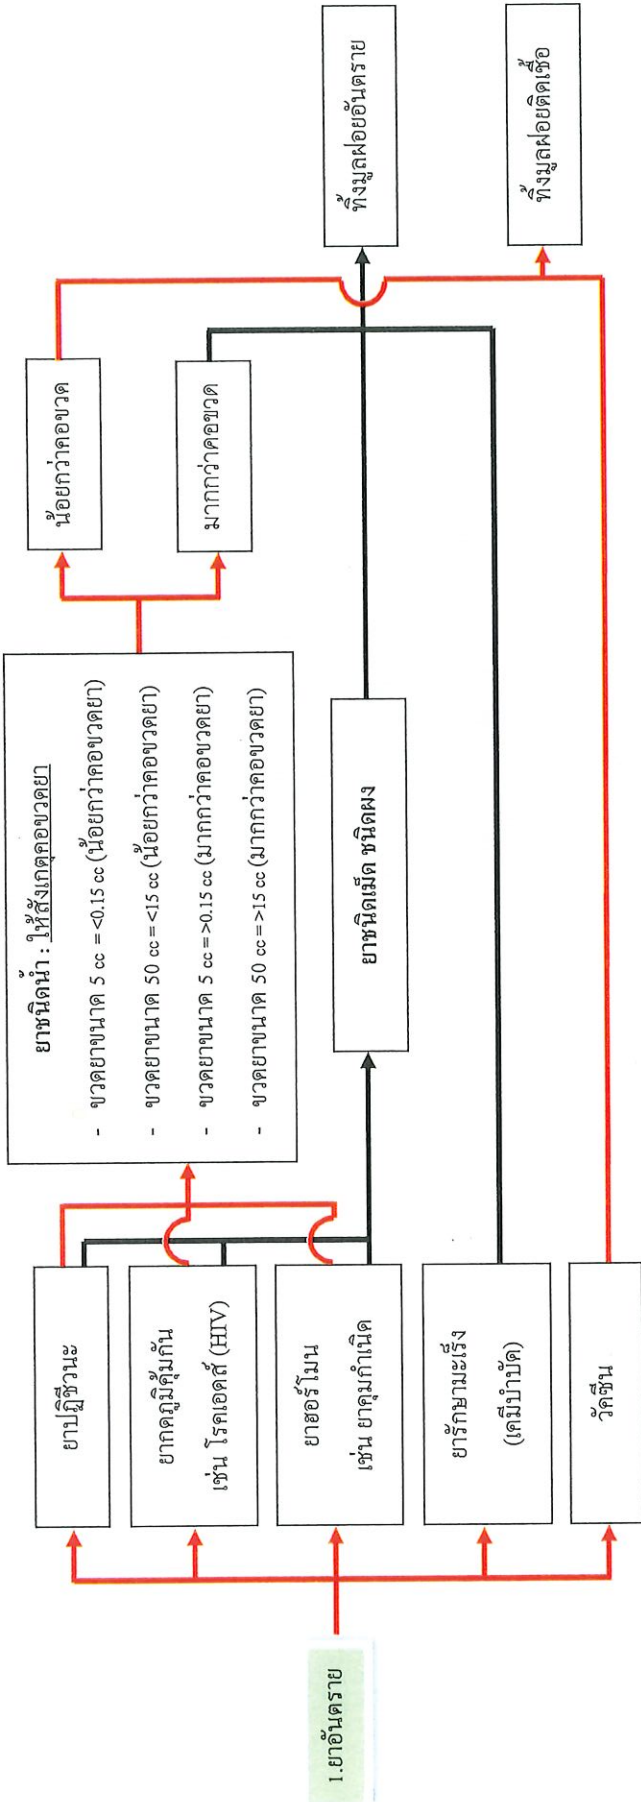 1.ยาอันตราย
ยาปฏิชีวนะ
ยากดภูมิคุ้มกัน
เช่น โรคเอดส์ (HIV)
ยาฮอร์โมน
เช่น ยาคุมกำเนิด
ยารักษามะเร็ง
(เคมีบำบัด)
วัคซีน
ยาชนิดน้ำ : ให้สังเกตคอขวดยา
- ขวดยาขนาด 5 cc = <0.15 cc (น้อยกว่าคอขวดยา)
- ขวดยาขนาด 50 cc = <15 cc (น้อยกว่าคอขวดยา)
- ขวดยาขนาด 5 cc = >0.15 cc (มากกว่าคอขวดยา)
- ขวดยาขนาด 50 cc = >15 cc (มากกว่าคอขวดยา)
ยาชนิดเม็ด ชนิดผง
น้อยกว่าคอขวด
มากกว่าคอขวด
ทิ้งมูลฝอยอันตราย
ทิ้งมูลฝอยติดเชื้อ